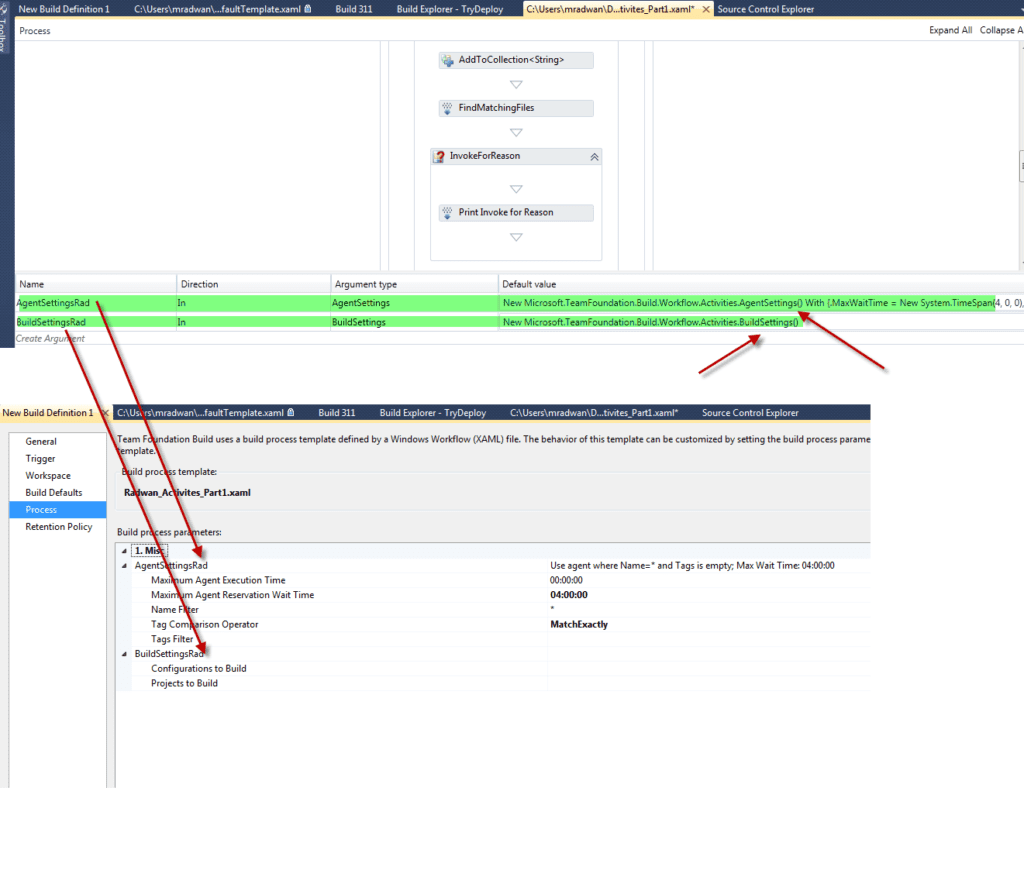 New Build Definition 1 C:\Users\mradwan\...faultTemplate.xaml Build 311 Build Explorer - TryDeploy C:\Users\mradwan\D...tivites_Part1.xaml* Source Control Explorer
Toolbox
Process Expand All Collapse A
AddToCollection<String>
FindMatchingFiles
InvokeForReason
Print Invoke for Reason
Name Direction Argument type Default value
AgentSettingsRad In AgentSettings New Microsoft.TeamFoundation.Build.Workflow.Activities.AgentSettings() With {.MaxWaitTime = New System.TimeSpan(4, 0, 0),
BuildSettingsRad In BuildSettings New Microsoft.TeamFoundation.Build.Workflow.Activities.BuildSettings()
Create Argument
New Build Definition 1 C:\Users\mradwan\...faultTemplate.xaml Build 311 Build Explorer - TryDeploy C:\Users\mradwan\D...tivites_Part1.xaml* Source Control Explorer
General
Trigger
Workspace
Build Defaults
Process
Retention Policy
Team Foundation Build uses a build process template defined by a Windows Workflow (XAML) file. The behavior of this template can be customized by setting the build process parame
template.
Build process template:
Radwan_Activites_Part1.xaml
Build process parameters:
1. Misc
AgentSettingsRad Use agent where Name=* and Tags is empty; Max Wait Time: 04:00:00
Maximum Agent Execution Time 00:00:00
Maximum Agent Reservation Wait Time 04:00:00
Name Filter *
Tag Comparison Operator MatchExactly
Tags Filter
BuildSettingsRad
Configurations to Build
Projects to Build